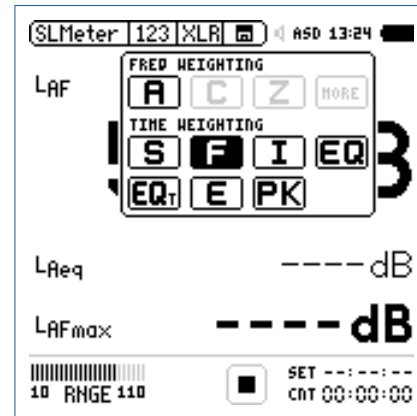 SLMeter 123 XLR ASD 13:24
FREQ WEIGHTING
LAF
A C Z MORE
TIME WEIGHTING
S F I EQ
EQT E PK
LAeq ----dB
LAFmax ----dB
SET --:--:--
10 RNGE 110
CNT 00:00:00